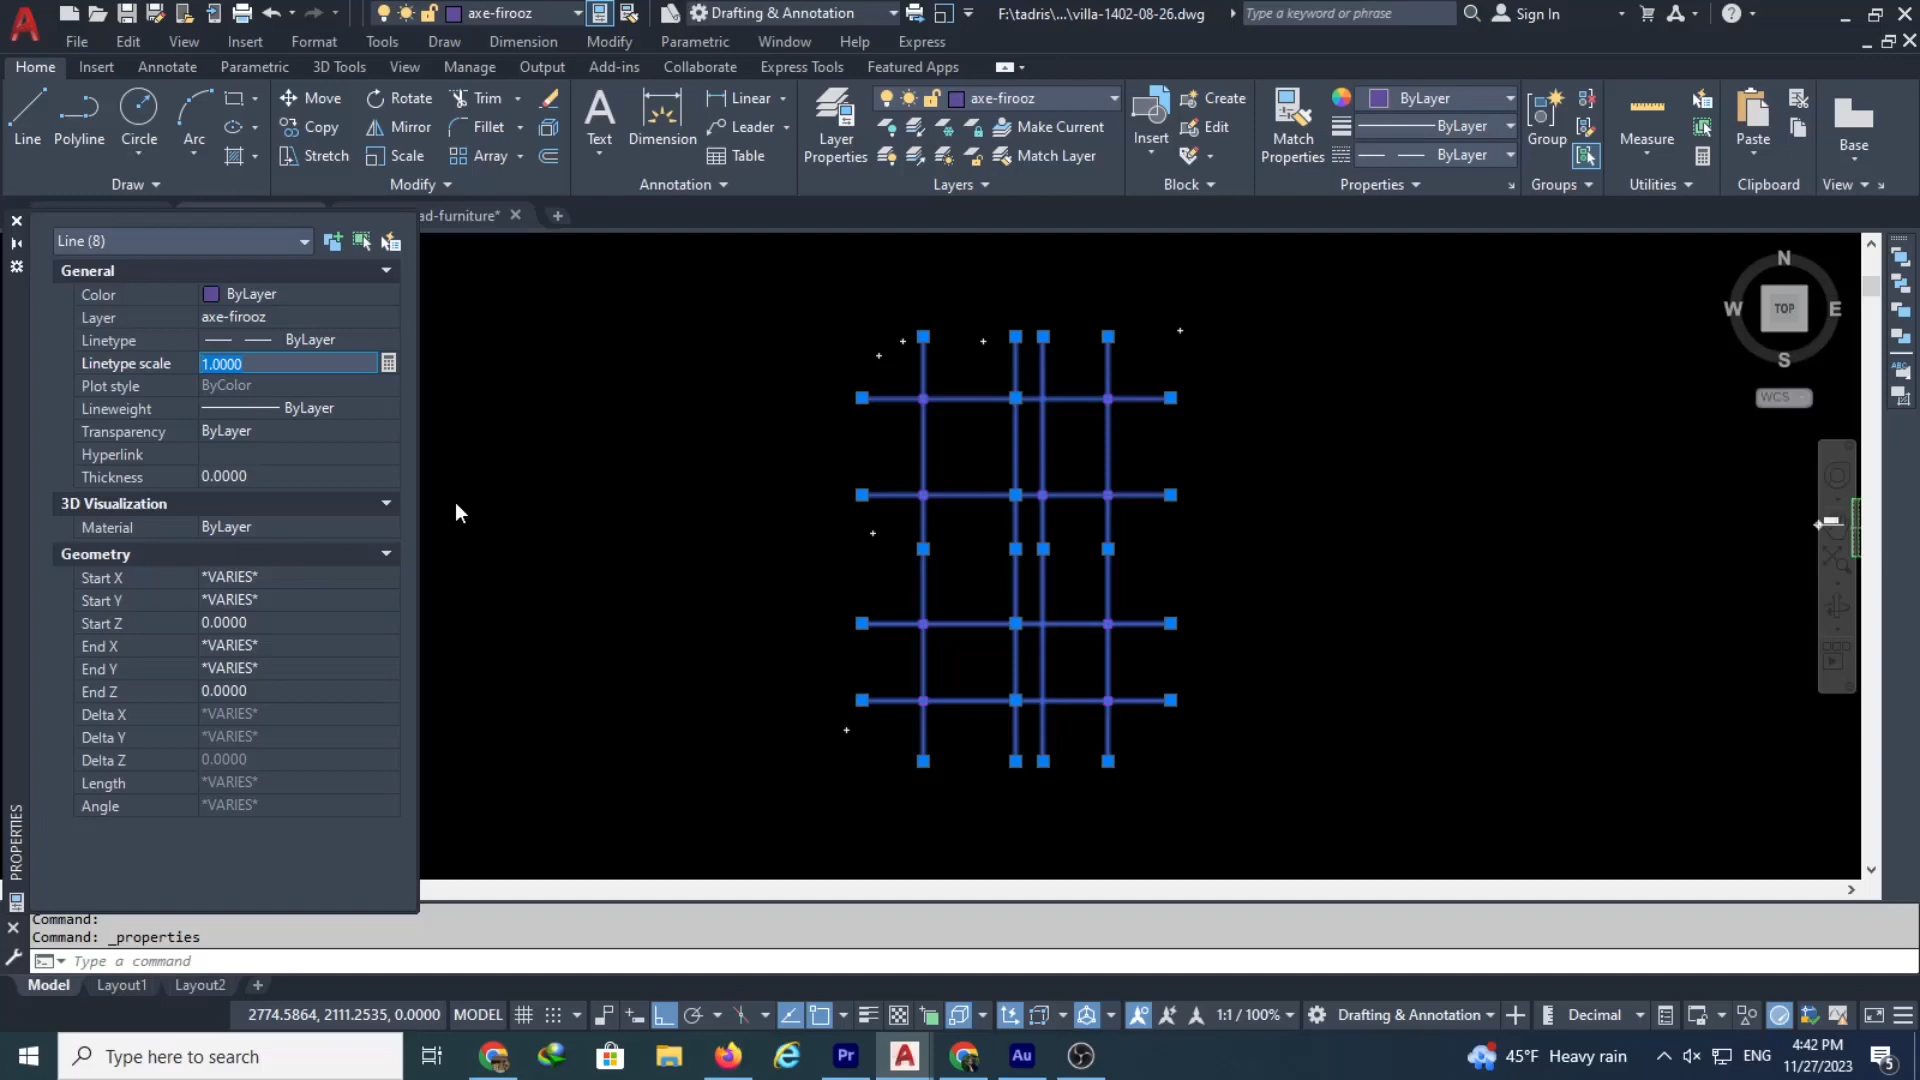 axe-firooz
Drafting & Annotation
F:\tadris\...\villa-1402-08-26.dwg
Type a keyword or phrase
Sign In
File Edit View Insert Format Tools Draw Dimension Modify Parametric Window Help Express
Home Insert Annotate Parametric 3D Tools View Manage Output Add-ins Collaborate Express Tools Featured Apps
Line Polyline Circle Arc
Move Rotate Trim
Copy Mirror Fillet
Stretch Scale Array
Text Dimension
Linear
Leader
Table
Layer Properties
axe-firooz
Make Current
Match Layer
Insert
Create
Edit
Match Properties
ByLayer
ByLayer
ByLayer
Group
Measure
Paste
Base
Draw Modify Annotation Layers Block Properties Groups Utilities Clipboard View
ad-furniture*
Line (8)
General
Color ByLayer
Layer axe-firooz
Linetype ByLayer
Linetype scale 1.0000
Plot style ByColor
Lineweight ByLayer
Transparency ByLayer
Hyperlink
Thickness 0.0000
3D Visualization
Material ByLayer
Geometry
Start X *VARIES*
Start Y *VARIES*
Start Z 0.0000
End X *VARIES*
End Y *VARIES*
End Z 0.0000
Delta X *VARIES*
Delta Y *VARIES*
Delta Z 0.0000
Length *VARIES*
Angle *VARIES*
PROPERTIES
N
W TOP E
S
WCS
ABC
Command:
Command: _properties
Type a command
Model Layout1 Layout2
2774.5864, 2111.2535, 0.0000 MODEL 1:1 / 100% Drafting & Annotation Decimal
Type here to search
Pr
Au
45°F Heavy rain
ENG
4:42 PM
11/27/2023
5